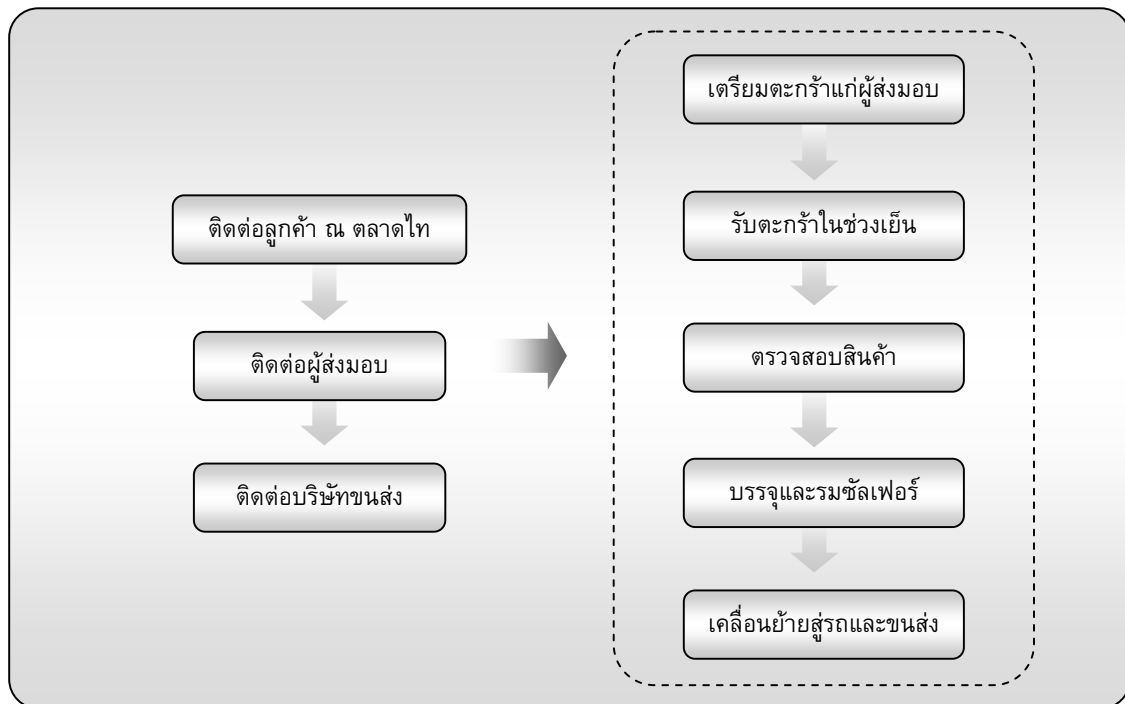 ติดต่อลูกค้า ณ ตลาดไท
ติดต่อผู้ส่งมอบ
ติดต่อบริษัทขนส่ง
เตรียมตะกร้าแก่ผู้ส่งมอบ
รับตะกร้าในช่วงเย็น
ตรวจสอบสินค้า
บรรจุและรมซัลเฟอร์
เคลื่อนย้ายสู่รถและขนส่ง